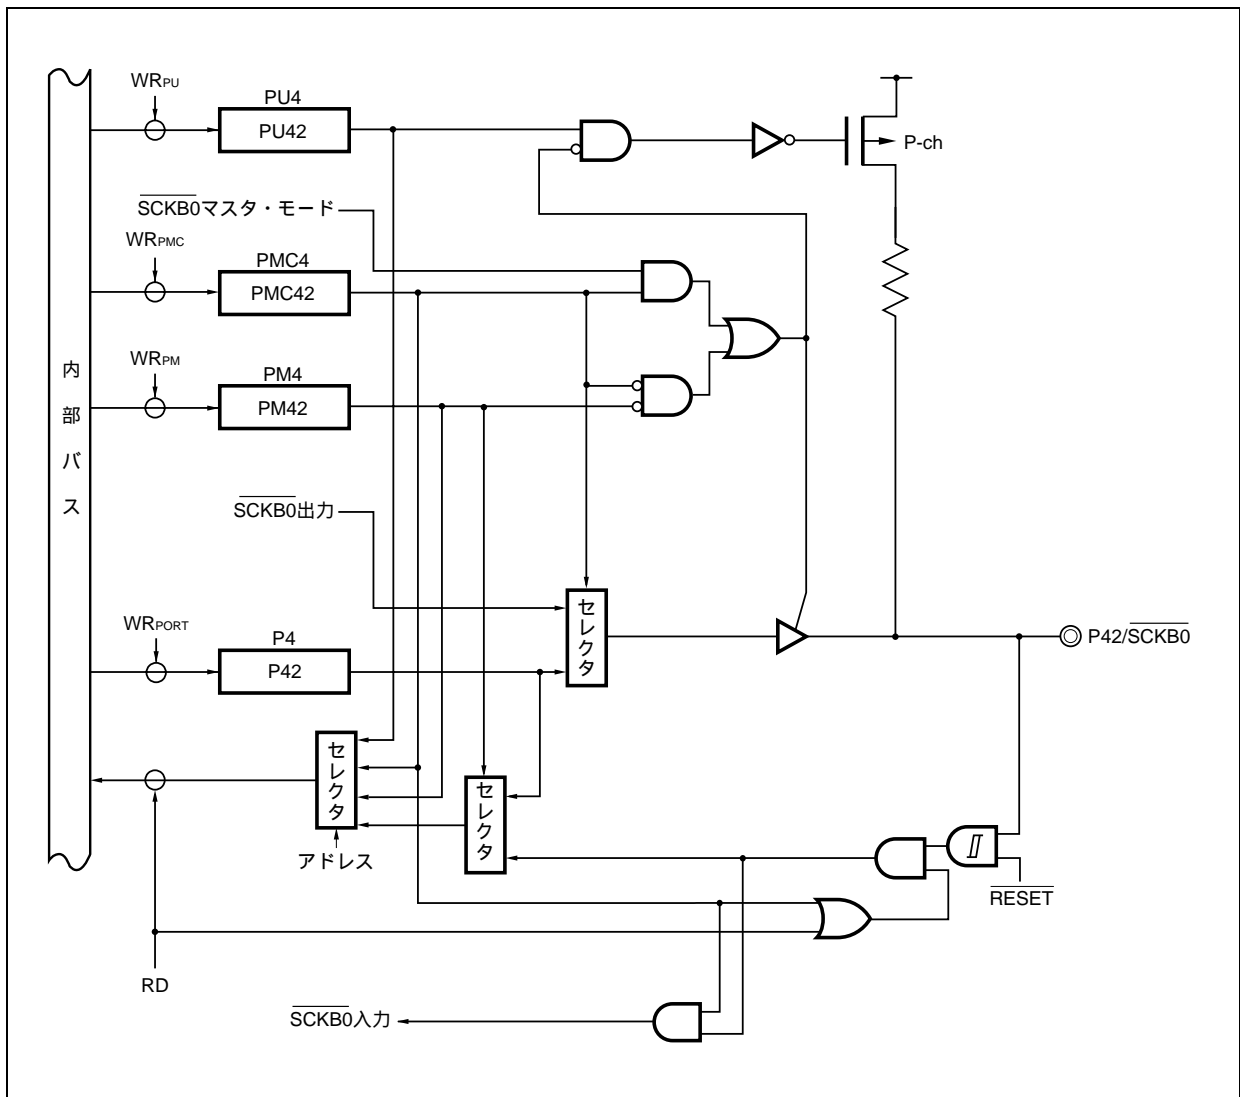 WRPU
PU4
PU42
P-ch
SCKB0マスタ・モード
WRPMC
PMC4
PMC42
WRPM
PM4
PM42
内部バス
SCKB0出力
セレクタ
WRPORT
P4
P42
P42/SCKB0
セレクタ
セレクタ
アドレス
RESET
RD
SCKB0入力